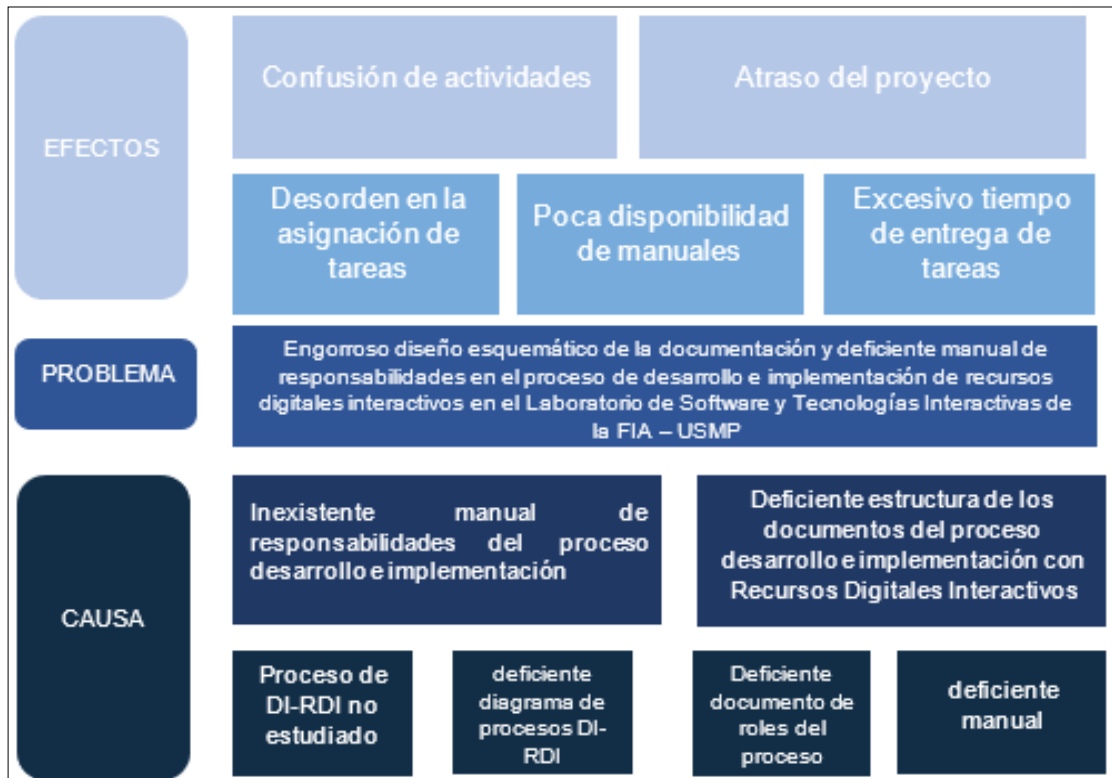 EFECTOS
Confusión de actividades
Atraso del proyecto
Desorden en la
asignación de
tareas
Poca disponibilidad
de manuales
Excesivo tiempo
de entrega de
tareas
PROBLEMA
Engorroso diseño esquemático de la documentación y deficiente manual de
responsabilidades en el proceso de desarrollo e implementación de recursos
digitales interactivos en el Laboratorio de Software y Tecnologías Interactivas de
la FIA – USMP
CAUSA
Inexistente manual de
responsabilidades del proceso
desarrollo e implementación
Deficiente estructura de los
documentos del proceso
desarrollo e implementación con
Recursos Digitales Interactivos
Proceso de
DI-RDI no
estudiado
deficiente
diagrama de
procesos DI-
RDI
Deficiente
documento de
roles del
proceso
deficiente
manual